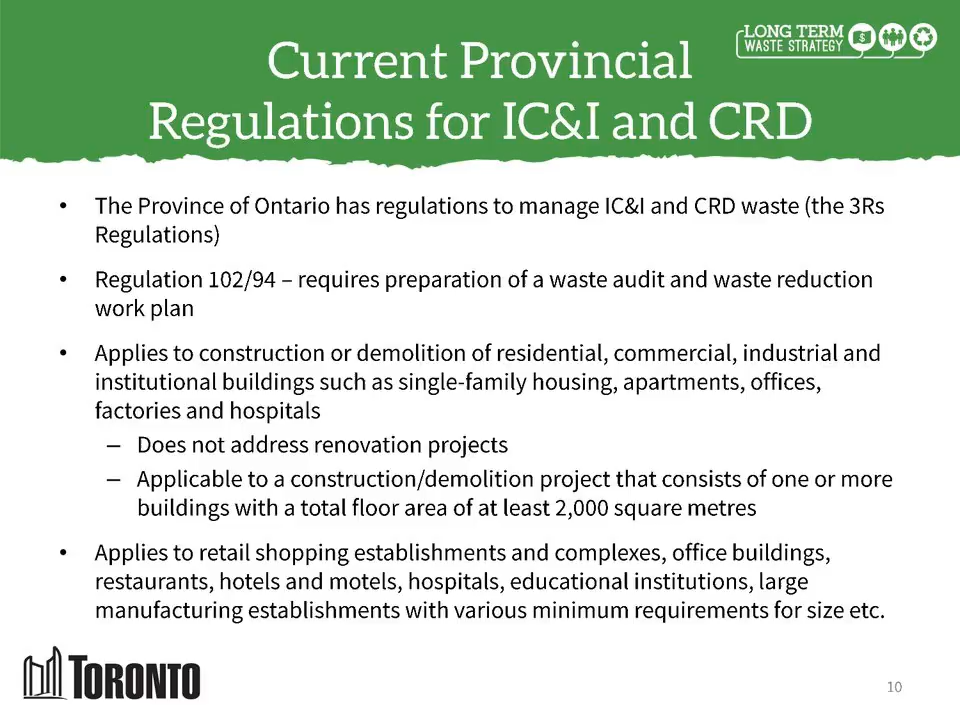 LONG TERM
WASTE STRATEGY
$
Current Provincial
Regulations for IC&I and CRD
• The Province of Ontario has regulations to manage IC&I and CRD waste (the 3Rs
Regulations)
• Regulation 102/94 – requires preparation of a waste audit and waste reduction
work plan
• Applies to construction or demolition of residential, commercial, industrial and
institutional buildings such as single-family housing, apartments, offices,
factories and hospitals
– Does not address renovation projects
– Applicable to a construction/demolition project that consists of one or more
buildings with a total floor area of at least 2,000 square metres
• Applies to retail shopping establishments and complexes, office buildings,
restaurants, hotels and motels, hospitals, educational institutions, large
manufacturing establishments with various minimum requirements for size etc.
TORONTO
10